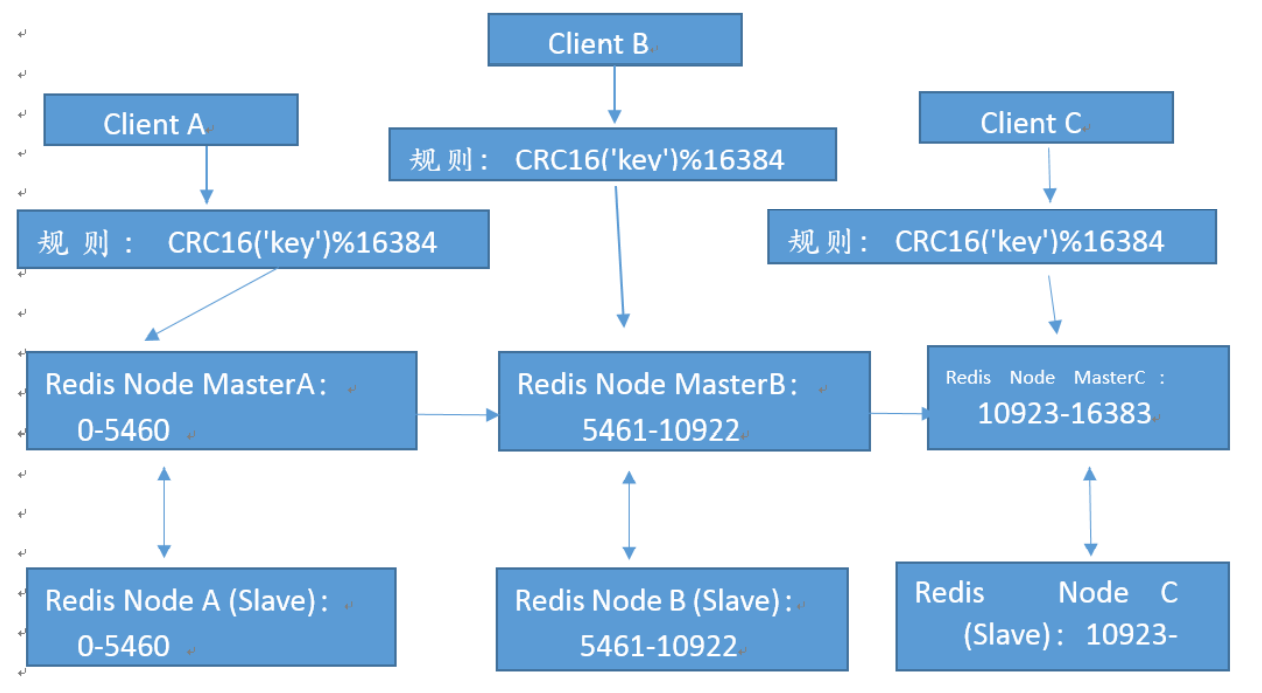 Client B
Client A
Client C
规则: CRC16('key')%16384
规则: CRC16('key')%16384
规则: CRC16('key')%16384
Redis Node MasterA:
0-5460
Redis Node MasterB:
5461-10922
Redis Node MasterC:
10923-16383
Redis Node A (Slave):
0-5460
Redis Node B (Slave):
5461-10922
Redis Node C
(Slave): 10923-